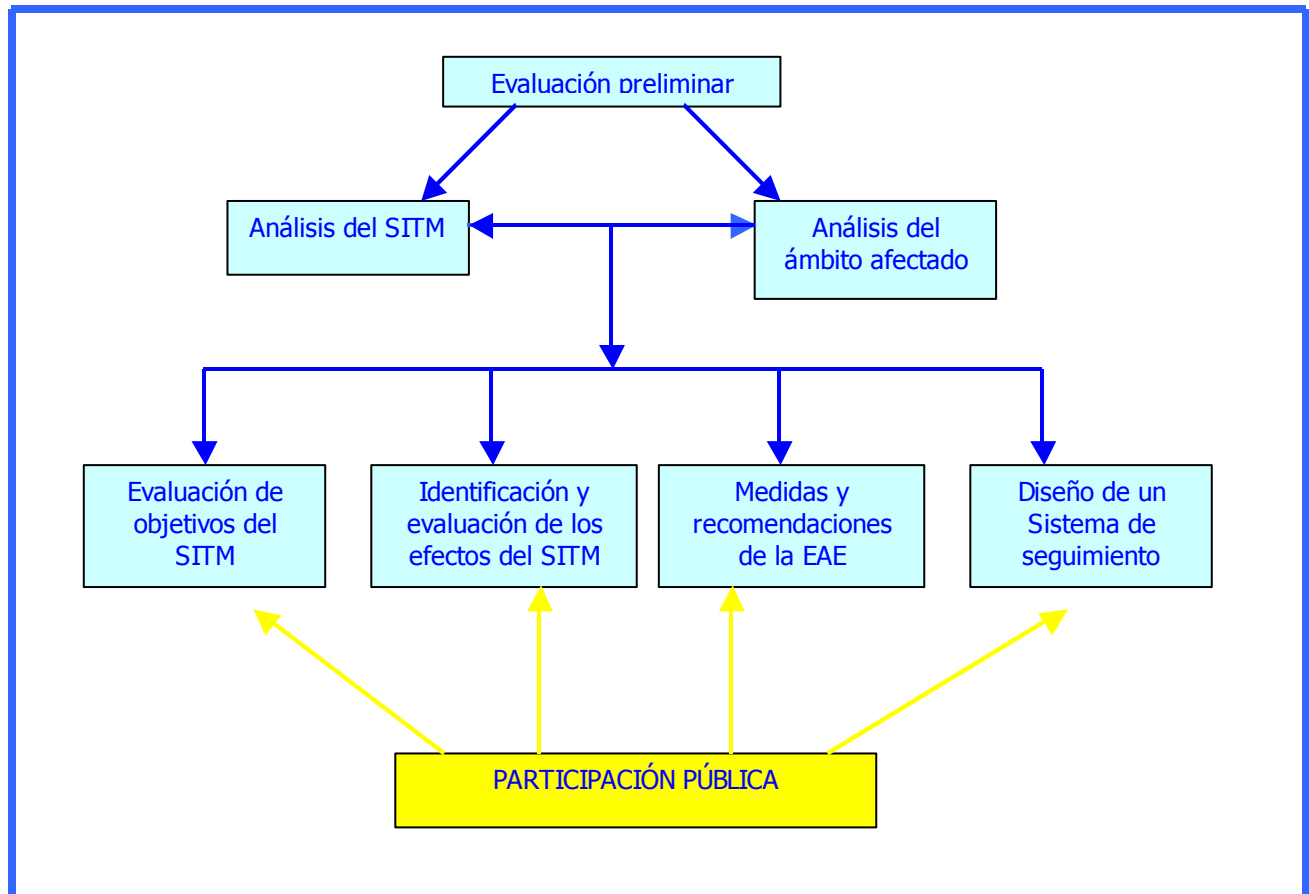 Evaluación preliminar
Análisis del SITM
Análisis del
ámbito afectado
Evaluación de
objetivos del
SITM
Identificación y
evaluación de los
efectos del SITM
Medidas y
recomendaciones
de la EAE
Diseño de un
Sistema de
seguimiento
PARTICIPACIÓN PÚBLICA